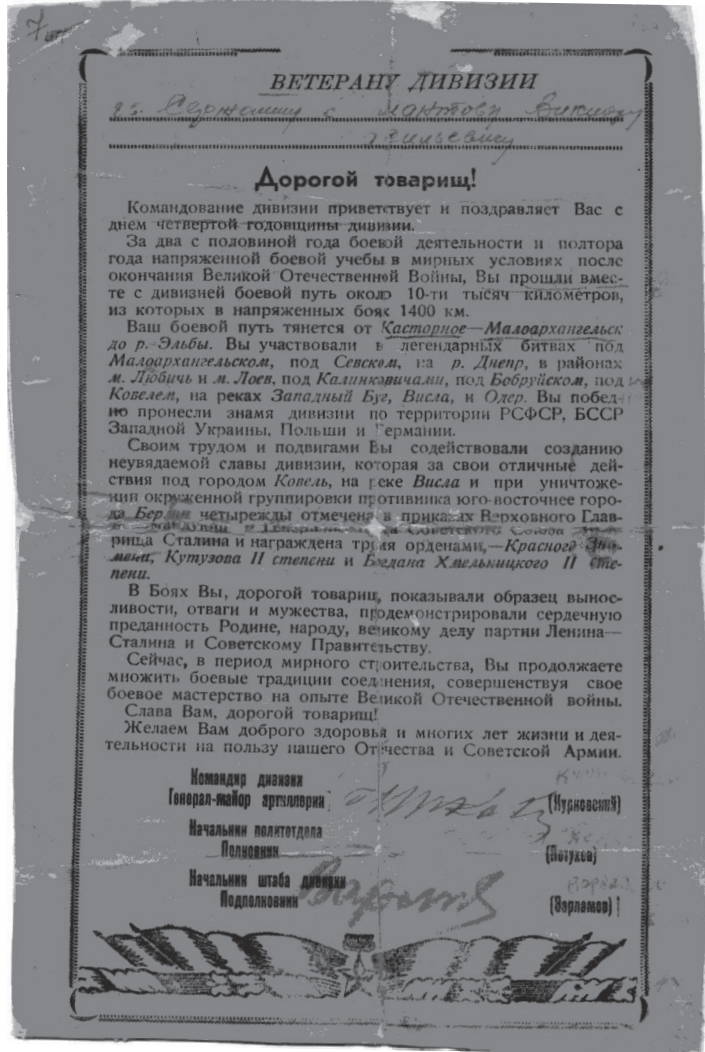 ВЕТЕРАНУ ДИВИЗИИ
Дорогой товарищ!
Командование дивизии приветствует и поздравляет Вас с
днем четвертой годовщины дивизии.
За два с половиной года боевой деятельности и полтора
года напряженной боевой учебы в мирных условиях после
окончания Великой Отечественной Войны, Вы прошли вмес-
те с дивизией боевой путь около 10-ти тысяч километров,
из которых в напряженных боях 1400 км.
Ваш боевой путь тянется от Касторное—Малоархангельск
до р. Эльбы. Вы участвовали в легендарных битвах под
Малоархангельском, под Севском, на р. Днепр, в районах
м. Любичь и м. Лоев, под Калинковичами, под Бобруйском, под
Ковелем, на реках Западный Буг, Висла, и Одер. Вы победно
пронесли знамя дивизии по территории РСФСР, БССР
Западной Украины, Польши и Германии.
Своим трудом и подвигами Вы содействовали созданию
неувядаемой славы дивизии, которая за свои отличные дей-
ствия под городом Ковель, на реке Висла и при уничтоже-
нии окруженной группировки противника юго-восточнее горо-
да Берлин четырежды отмечена в приказах Верховного Глав-
Советского Союза
рища Сталина и награждена тремя орденами,—Красного Зна-
мени, Кутузова II степени и Богдана Хмельницкого II сте-
пени.
В Боях Вы, дорогой товарищ, показывали образец вынос-
ливости, отваги и мужества, продемонстрировали сердечную
преданность Родине, народу, великому делу партии Ленина—
Сталина и Советскому Правительству.
Сейчас, в период мирного строительства, Вы продолжаете
множить боевые традиции соединения, совершенствуя свое
боевое мастерство на опыте Великой Отечественной войны.
Слава Вам, дорогой товарищ!
Желаем Вам доброго здоровья и многих лет жизни и дея-
тельности на пользу нашего Отечества и Советской Армии.
Командир дивизии
Генерал-майор артиллерии (Курковский)
Начальник политотдела
Полковник (Петухов)
Начальник штаба дивизии
Подполковник (Варламов)